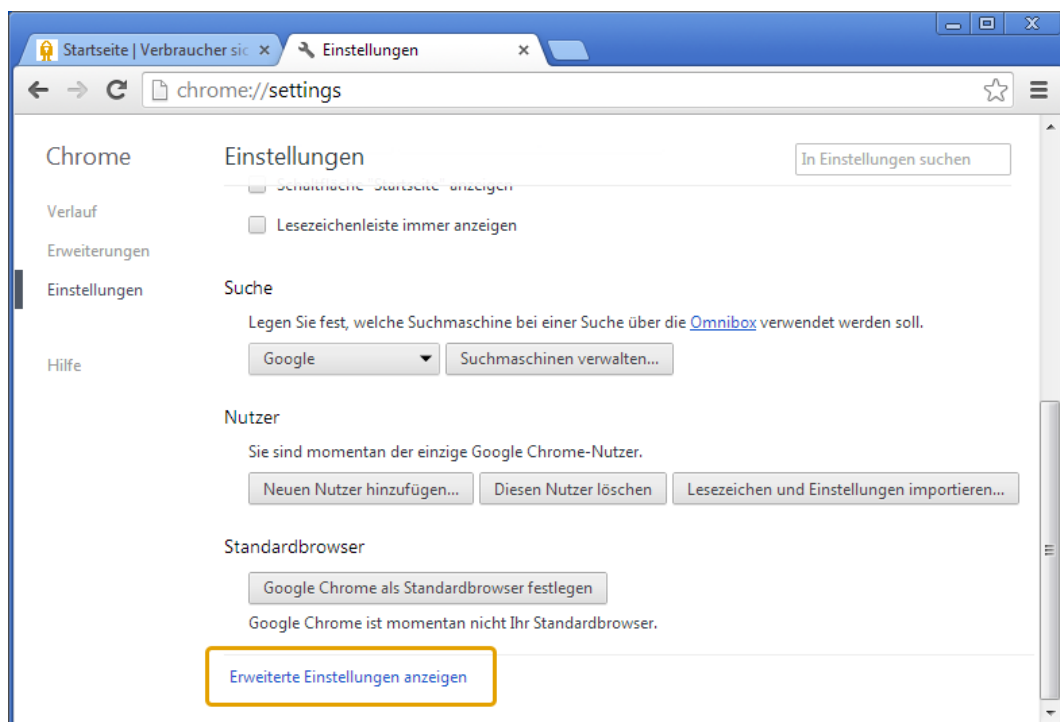 Startseite | Verbraucher sic
Einstellungen
chrome://settings
Chrome
Einstellungen
In Einstellungen suchen
Schaltfläche "Startseite" anzeigen
Verlauf
Lesezeichenleiste immer anzeigen
Erweiterungen
Einstellungen
Suche
Legen Sie fest, welche Suchmaschine bei einer Suche über die Omnibox verwendet werden soll.
Hilfe
Google
Suchmaschinen verwalten...
Nutzer
Sie sind momentan der einzige Google Chrome-Nutzer.
Neuen Nutzer hinzufügen...
Diesen Nutzer löschen
Lesezeichen und Einstellungen importieren...
Standardbrowser
Google Chrome als Standardbrowser festlegen
Google Chrome ist momentan nicht Ihr Standardbrowser.
Erweiterte Einstellungen anzeigen